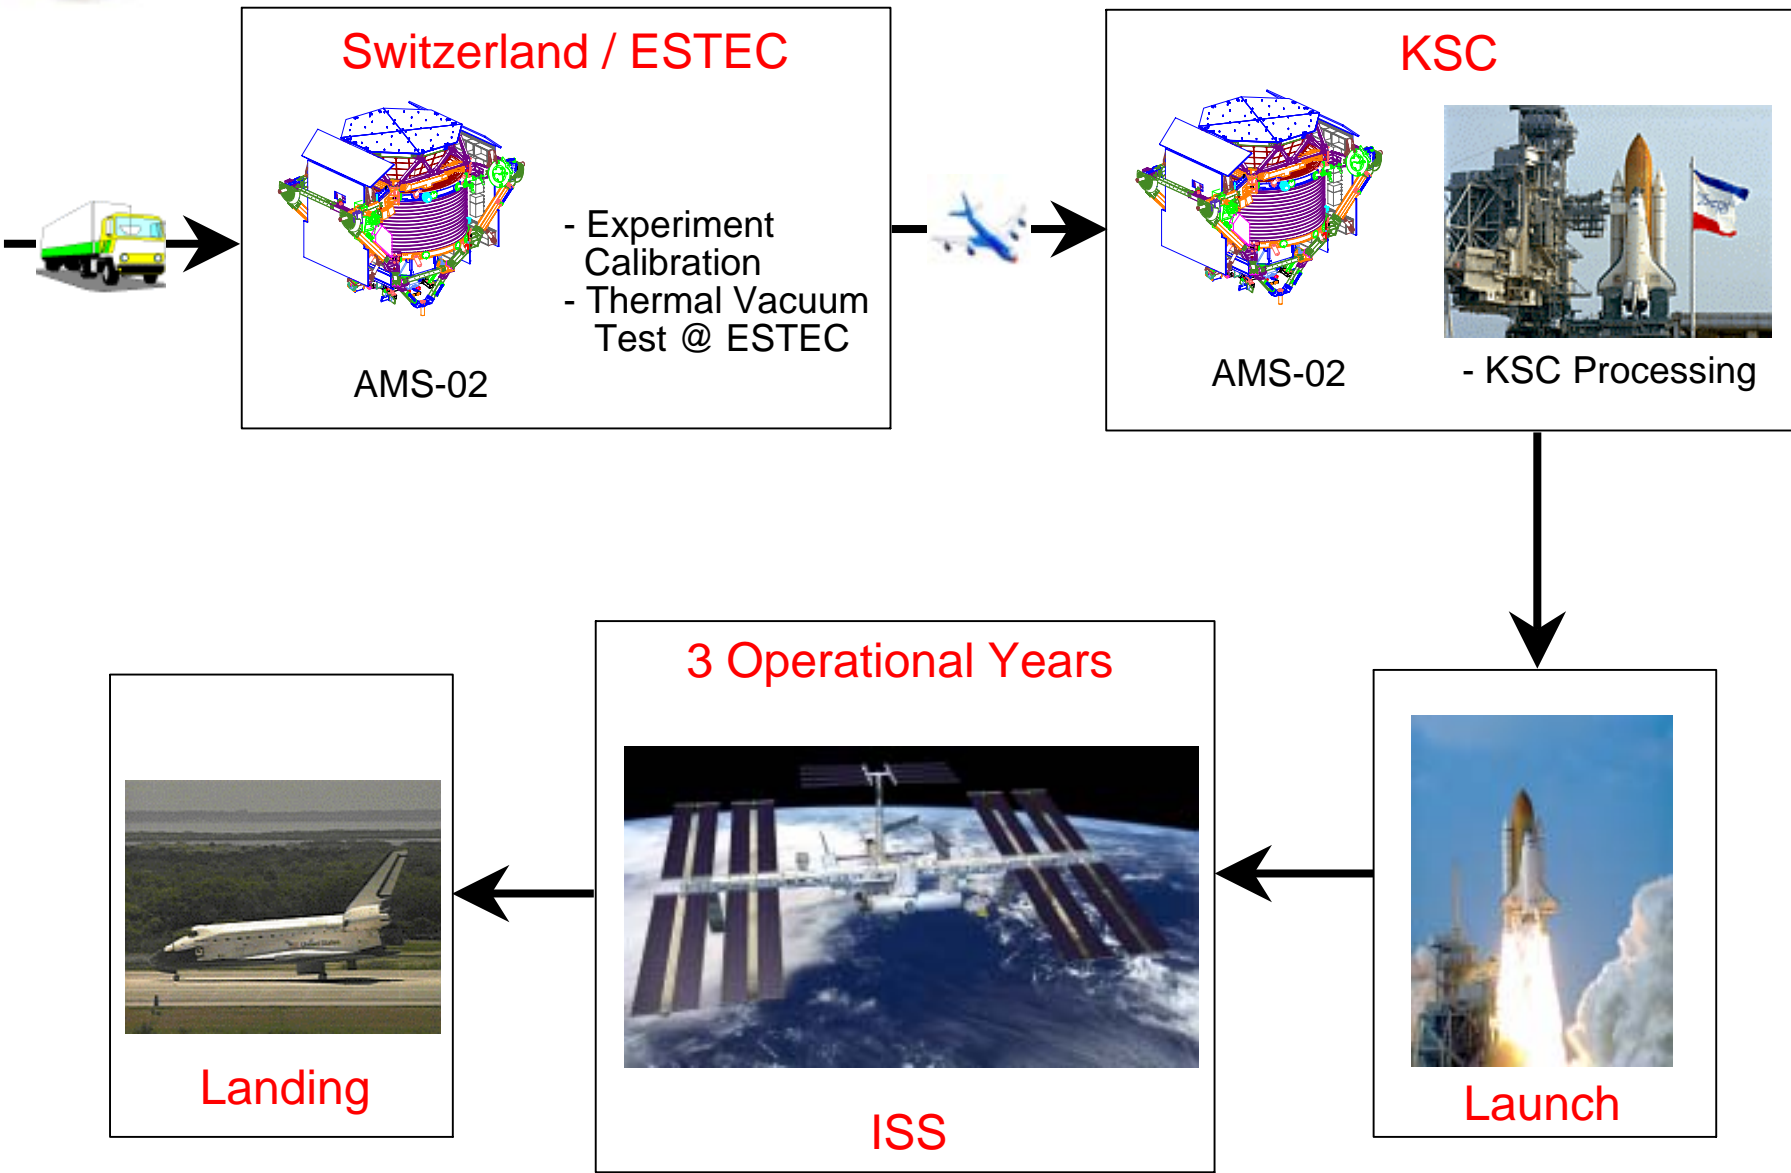 Switzerland / ESTEC
- Experiment
Calibration
- Thermal Vacuum
Test @ ESTEC
AMS-02
KSC
AMS-02
- KSC Processing
3 Operational Years
ISS
Launch
Landing